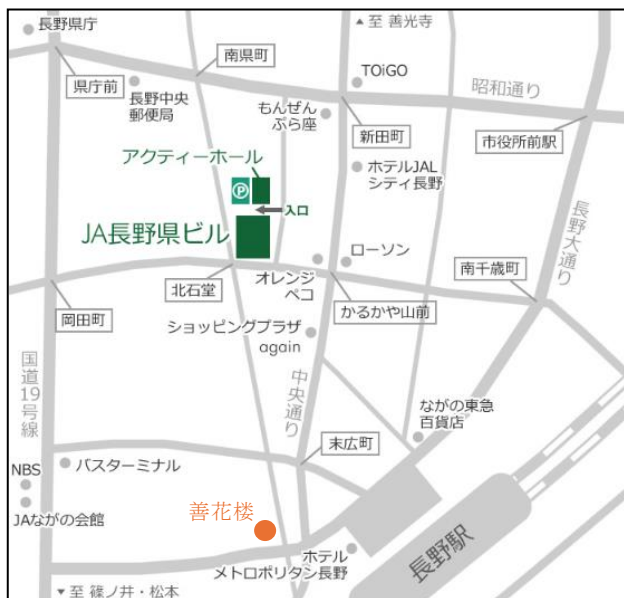 長野県庁
南県町
▲至 善光寺
TOiGO
昭和通り
県庁前
長野中央
郵便局
もんぜん
ぷら座
新田町
市役所前駅
アクティーホール
ホテルJAL
シティ長野
P
入口
JA長野県ビル
長野大通り
ローソン
オレンジ
ペコ
北石堂
南千歳町
岡田町
かるかや山前
ショッピングプラザ
again
国道19号線
中央通り
ながの東急
百貨店
末広町
バスターミナル
NBS
JAながの会館
善花楼
ホテル
メトロポリタン長野
長野駅
▼至 篠ノ井・松本